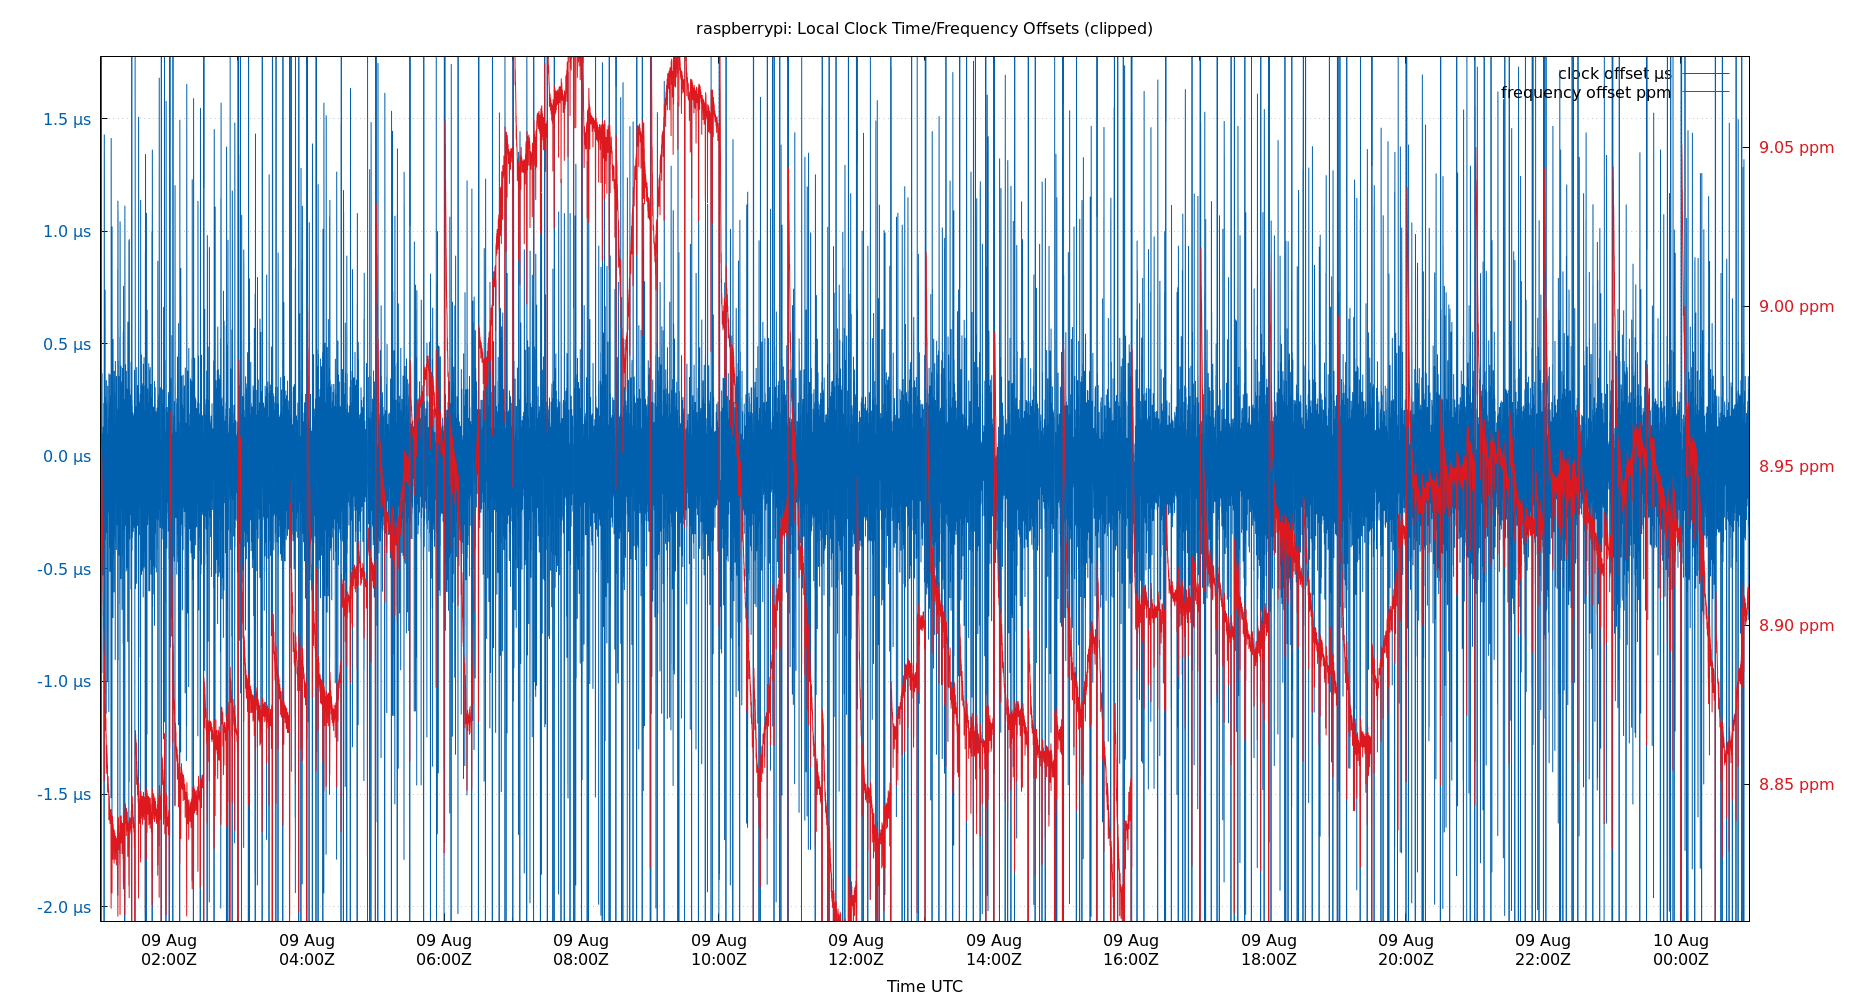 raspberrypi: Local Clock Time/Frequency Offsets (clipped)
clock offset µs
frequency offset ppm
1.5 µs
1.0 µs
0.5 µs
0.0 µs
-0.5 µs
-1.0 µs
-1.5 µs
-2.0 µs
9.05 ppm
9.00 ppm
8.95 ppm
8.90 ppm
8.85 ppm
09 Aug 09 Aug 09 Aug 09 Aug 09 Aug 09 Aug 09 Aug 09 Aug 09 Aug 09 Aug 09 Aug 10 Aug
02:00Z 04:00Z 06:00Z 08:00Z 10:00Z 12:00Z 14:00Z 16:00Z 18:00Z 20:00Z 22:00Z 00:00Z
Time UTC